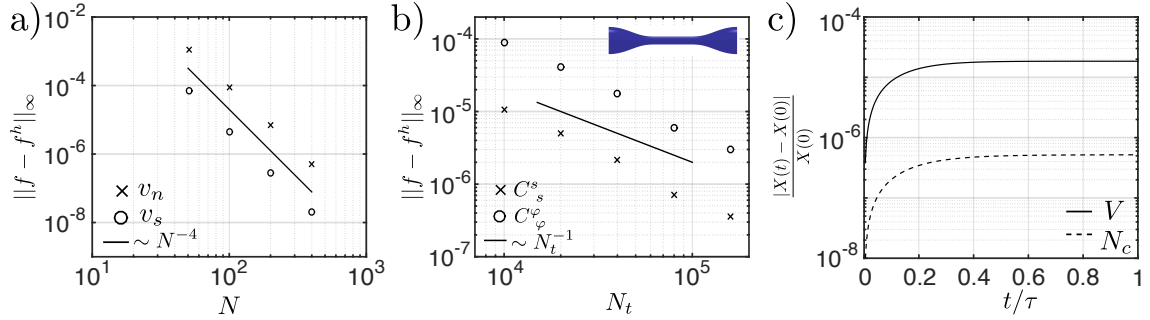 a)
||f − f^h||_∞
10^-2
10^-4
10^-6
10^-8
× v_n
○ v_s
— ∼ N^-4
10^1 10^2 10^3
N
b)
||f − f^h||_∞
10^-4
10^-5
10^-6
10^-7
× C^s_s
○ C^φ_φ
— ∼ N_t^-1
10^4 10^5
N_t
c)
|X(t) − X(0)|
X(0)
10^-4
10^-6
10^-8
V
N_c
0 0.2 0.4 0.6 0.8 1
t/τ